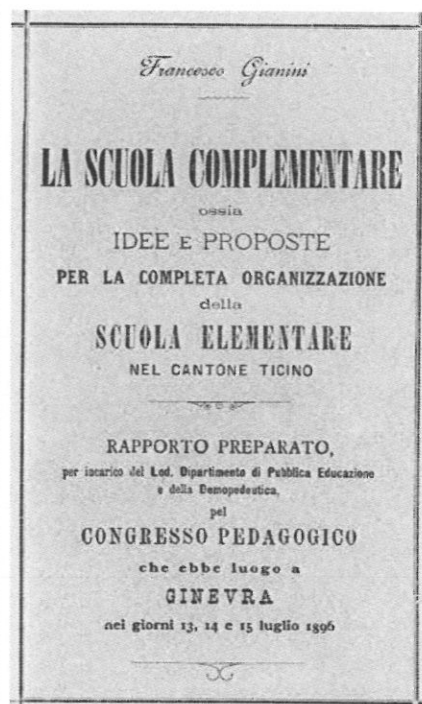 Francesco Gianini
LA SCUOLA COMPLEMENTARE
ossia
IDEE E PROPOSTE
PER LA COMPLETA ORGANIZZAZIONE
della
SCUOLA ELEMENTARE
NEL CANTONE TICINO
RAPPORTO PREPARATO,
per incarico del Lod. Dipartimento di Pubblica Educazione
e della Demopedeutica,
pel
CONGRESSO PEDAGOGICO
che ebbe luogo a
GINEVRA
nei giorni 13, 14 e 15 luglio 1896